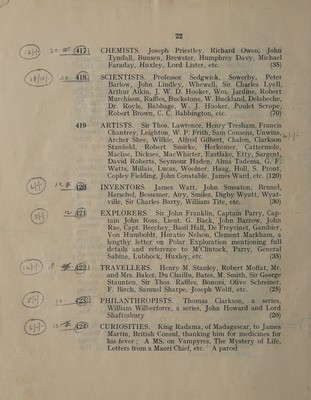 22
417 CHEMISTS. Joseph Priestley, Richard Owen; John
Tyndall, Bunsen, Brewster, Humphrey Davey, Michael
Faraday, Huxley, Lord Lister, etc. (35)
418 SCIENTISTS. Professor Sedgwick, Sowerby, Peter
Barlow, John Lindley, Whewell, Sir Charles Lyell,
Arthur Aikin, J. W. D. Hooker, Wm. Jardine, Robert
Murchison, Raffles, Buckstone, W. Buckland, Delabeche,
Dr. Royle, Babbage, W. J. Hooker, Poulet Scrope,
Robert Brown, C. C. Babbington, etc. (70)
419 ARTISTS. Sir Thos. Lawrence, Henry Tresham, Francis
Chantrey, Leighton, W. P. Frith, Sam Cousens, Unwins,
Archer Shee, Wilkie, Alfred Gilbert, Chalon, Clarkson
Stanfield, Robert Smirke, Herkomer, Cattermole,
Maclise, Dicksee, MacWhirter, Eastlake, Etty, Sargent,
David Roberts, Seymour Haden, Alma Tadema, G. F.
Watts, Millais, Lucas, Woolner, Haag, Holl, S. Prout,
Copley Fielding, John Constable, James Ward, etc. (120)
420 INVENTORS. James Watt, John Smeaton, Brunel,
Herschel, Bessemer, Airy, Smiles, Digby Wyatt, Wyat-
ville, Sir Charles Barry, William Tite, etc. (30)
421 EXPLORERS. Sir John Franklin, Captain Parry, Cap-
tain John Ross, Lieut. G. Back, John Barrow, John
Rae, Capt. Beechey, Basil Hall, De Freycinet, Gambier,
Von Humboldt, Horatio Nelson, Clement Markham, a
lengthy letter on Polar Exploration mentioning full
details and reference to M'Clintock, Parry, General
Sabine, Lubbock, Huxley, etc. (35)
422 TRAVELLERS. Henry M. Stanley, Robert Moffat, Mr.
and Mrs. Baker, Du Chaillu, Bates, M. Smith, Sir George
Staunton, Sir Thos. Raffles, Bonomi, Olive Schreiner,
F. Birch, Samuel Sharpe, Joseph Wolff, etc. (25)
423 PHILANTHROPISTS. Thomas Clarkson, a series,
William Wilberforce, a series, John Howard and Lord
Shaftesbury (20)
424 CURIOSITIES. King Radama, of Madagascar, to James
Martin, British Consul, thanking him for medicines for
his fever; A MS. on Vampyres, The Mystery of Life,
Letters from a Maori Chief, etc. A parcel